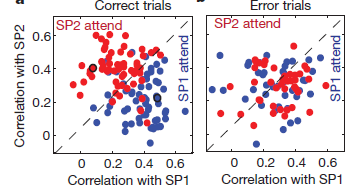 Correct trials
Error trials
SP2 attend
SP2 attend
Correlation with SP2
0.6
0.4
0.2
0
SP1 attend
SP1 attend
0 0.2 0.4 0.6
0 0.2 0.4 0.6
Correlation with SP1
Correlation with SP1